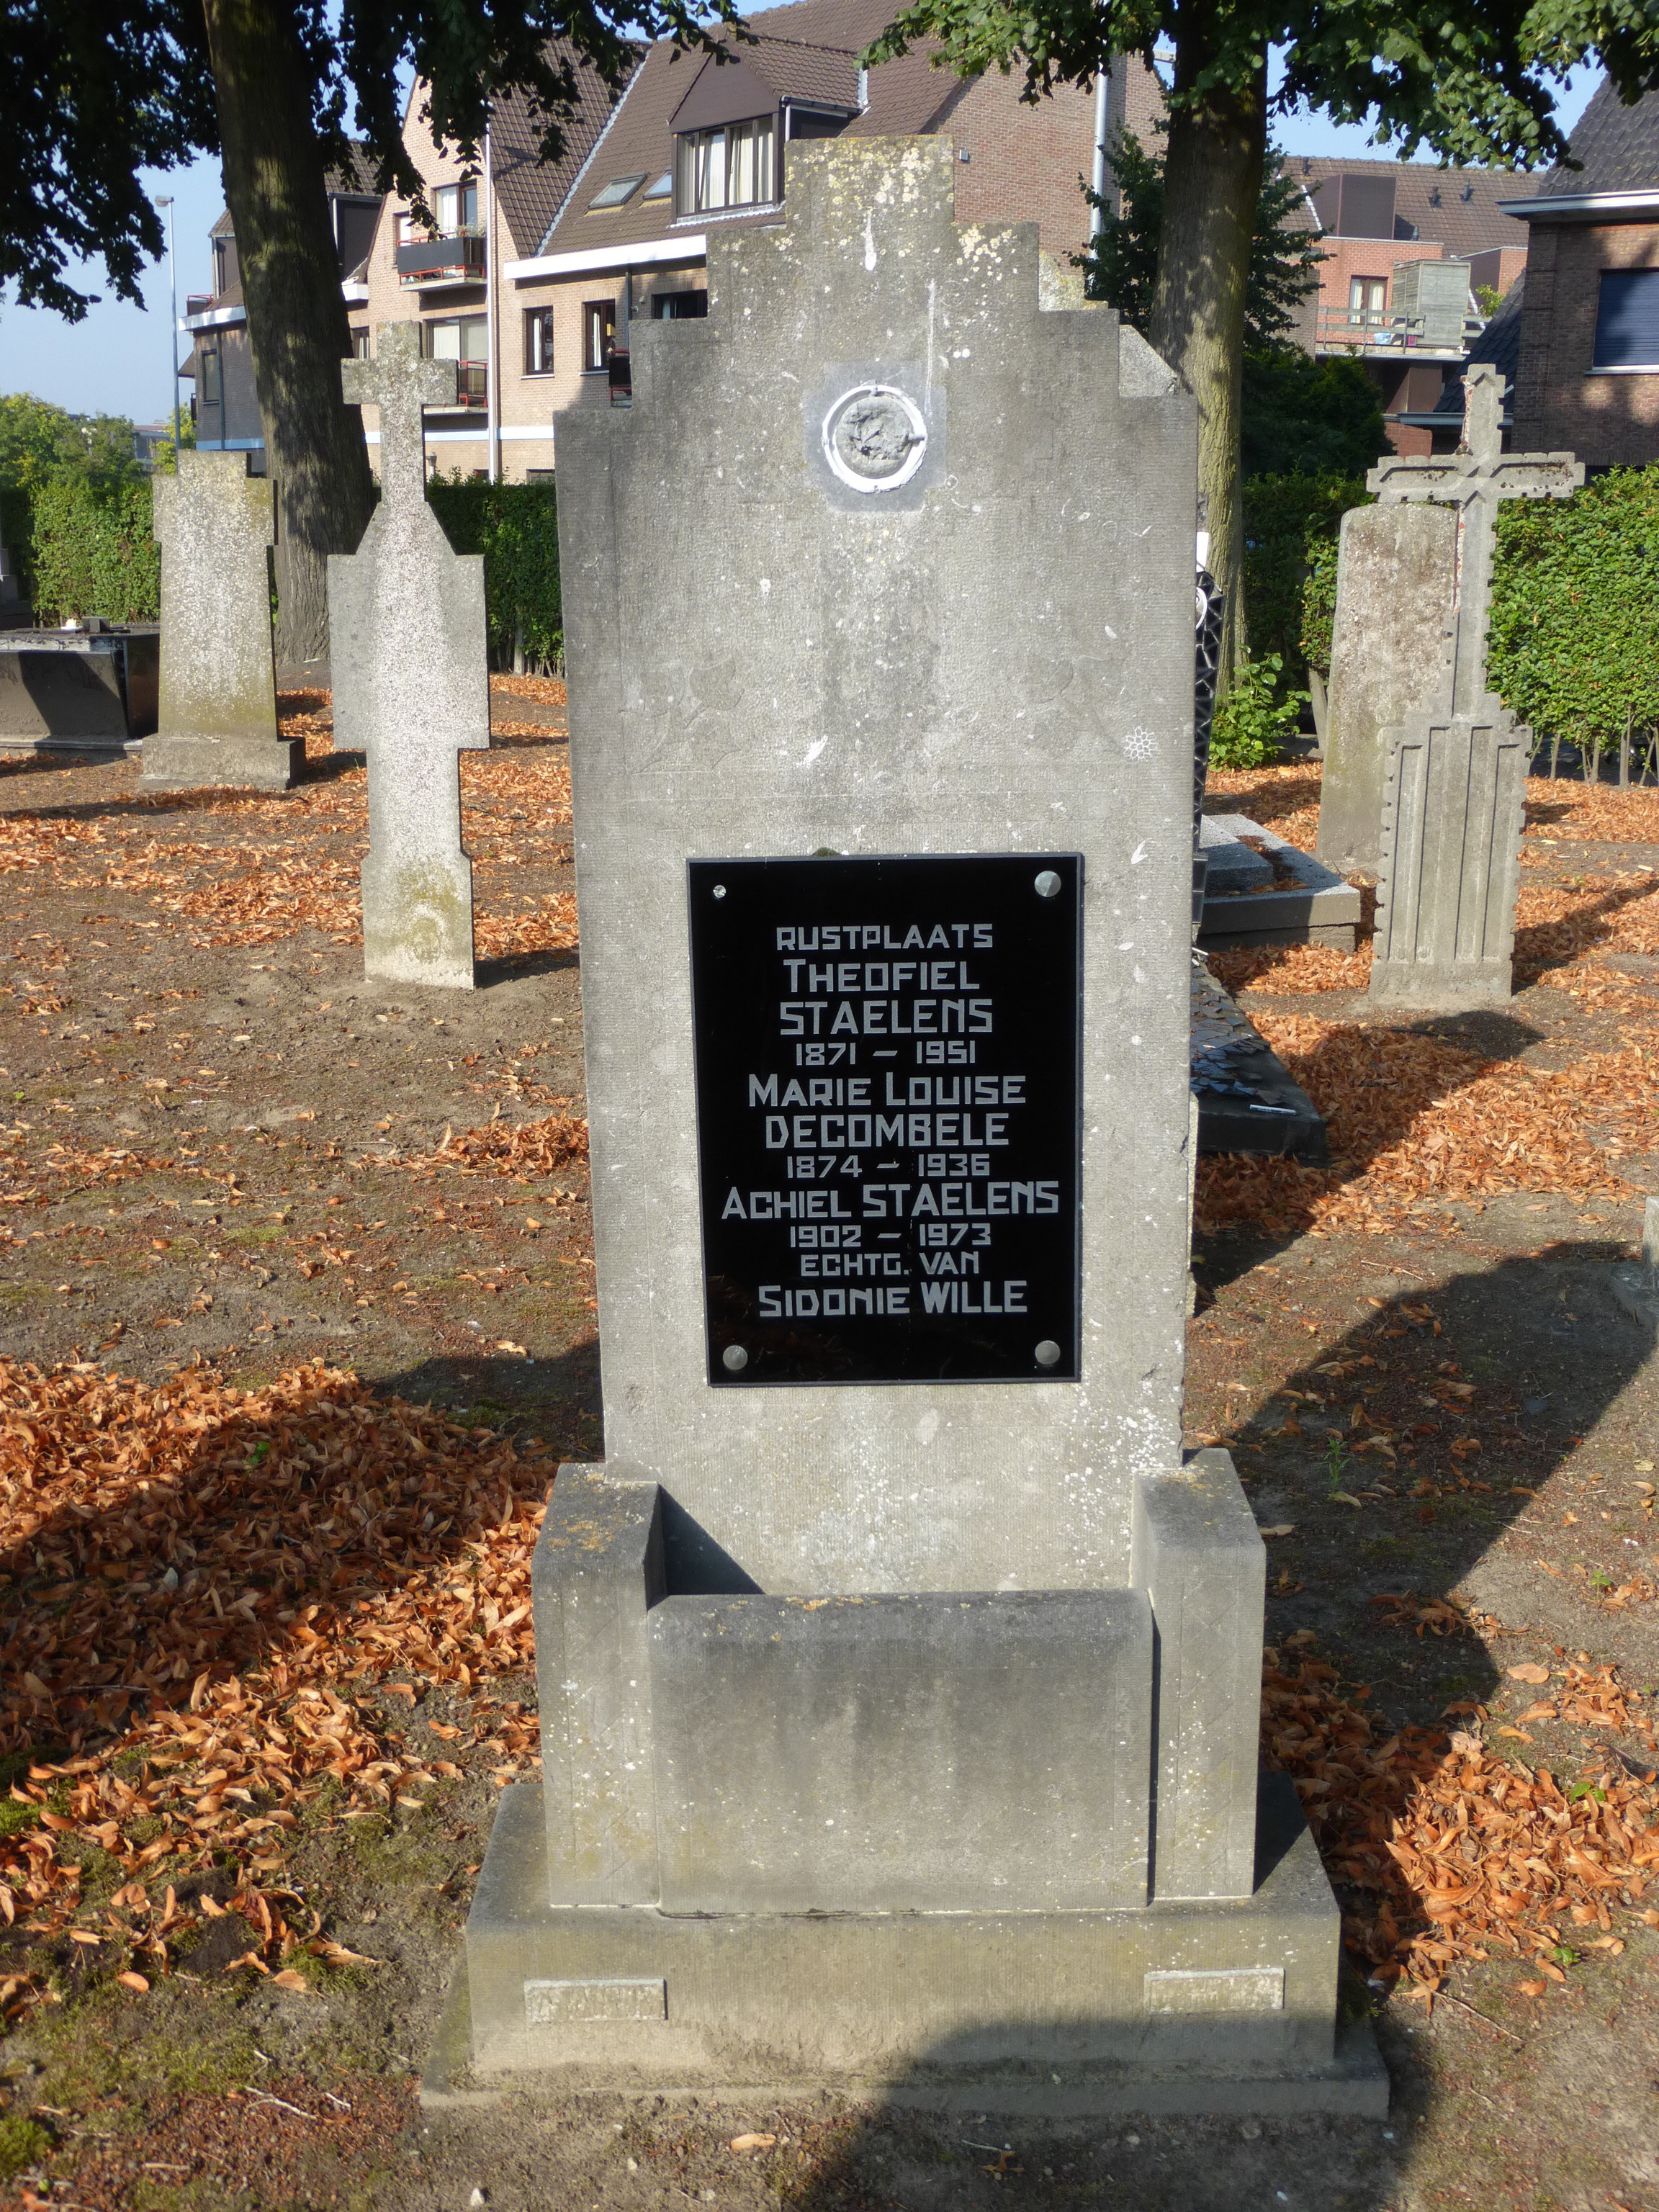 RUSTPLAATS
THEOFIEL
STAELENS
1871 – 1951
MARIE LOUISE
DECOMBELE
1874 – 1936
ACHIEL STAELENS
1902 – 1973
ECHTG. VAN
SIDONIE WILLE